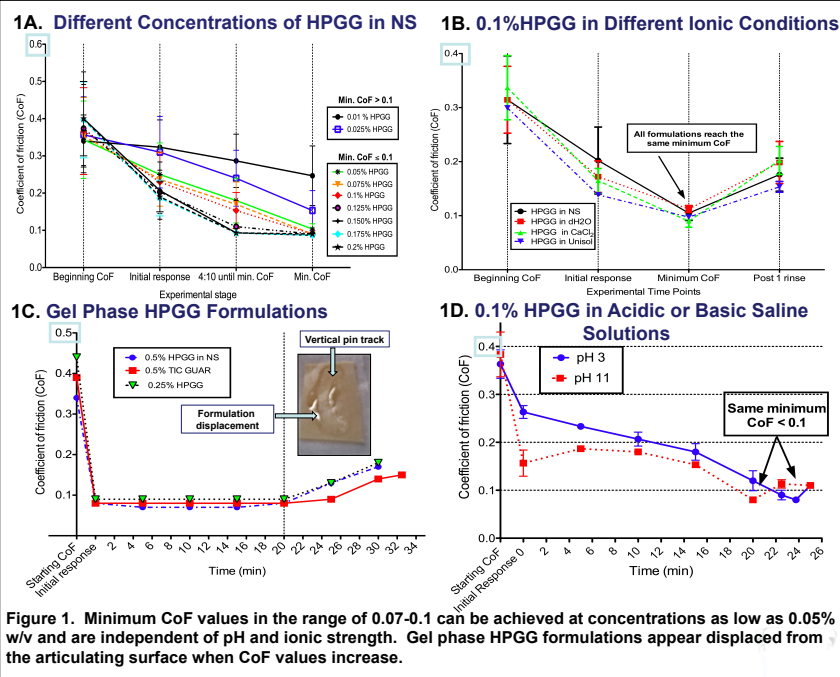 1A. Different Concentrations of HPGG in NS
0.6
0.5
0.4
0.3
0.2
0.1
0.0
Coefficient of friction (CoF)
Beginning CoF
Initial response
4:10 until min. CoF
Min. CoF
Experimental stage
Min. CoF > 0.1
0.01 % HPGG
0.025% HPGG
Min. CoF ≤ 0.1
0.05% HPGG
0.075% HPGG
0.1% HPGG
0.125% HPGG
0.150% HPGG
0.175% HPGG
0.2% HPGG
1B. 0.1%HPGG in Different Ionic Conditions
0.4
0.3
0.2
0.1
0.0
Coefficient of friction (CoF)
All formulations reach the
same minimum CoF
HPGG in NS
HPGG in dH2O
HPGG in CaCl2
HPGG in Unisol
Beginning CoF
Initial response
Minimum CoF
Post 1 rinse
Experimental Time Points
1C. Gel Phase HPGG Formulations
0.5
0.4
0.3
0.2
0.1
Coefficient of friction (CoF)
0.5% HPGG in NS
0.5% TIC GUAR
0.25% HPGG
Vertical pin track
Formulation
displacement
Starting CoF
Initial response
2 4 6 8 10 12 14 16 18 20 22 24 26 28 30 32 34
Time (min)
1D. 0.1% HPGG in Acidic or Basic Saline
Solutions
0.4
0.3
0.2
0.1
0.0
Coefficient of friction (CoF)
pH 3
pH 11
Same minimum
CoF < 0.1
Starting CoF
Initial Response 0
2 4 6 8 10 12 14 16 18 20 22 24 26
Time (min)
Figure 1. Minimum CoF values in the range of 0.07-0.1 can be achieved at concentrations as low as 0.05%
w/v and are independent of pH and ionic strength. Gel phase HPGG formulations appear displaced from
the articulating surface when CoF values increase.